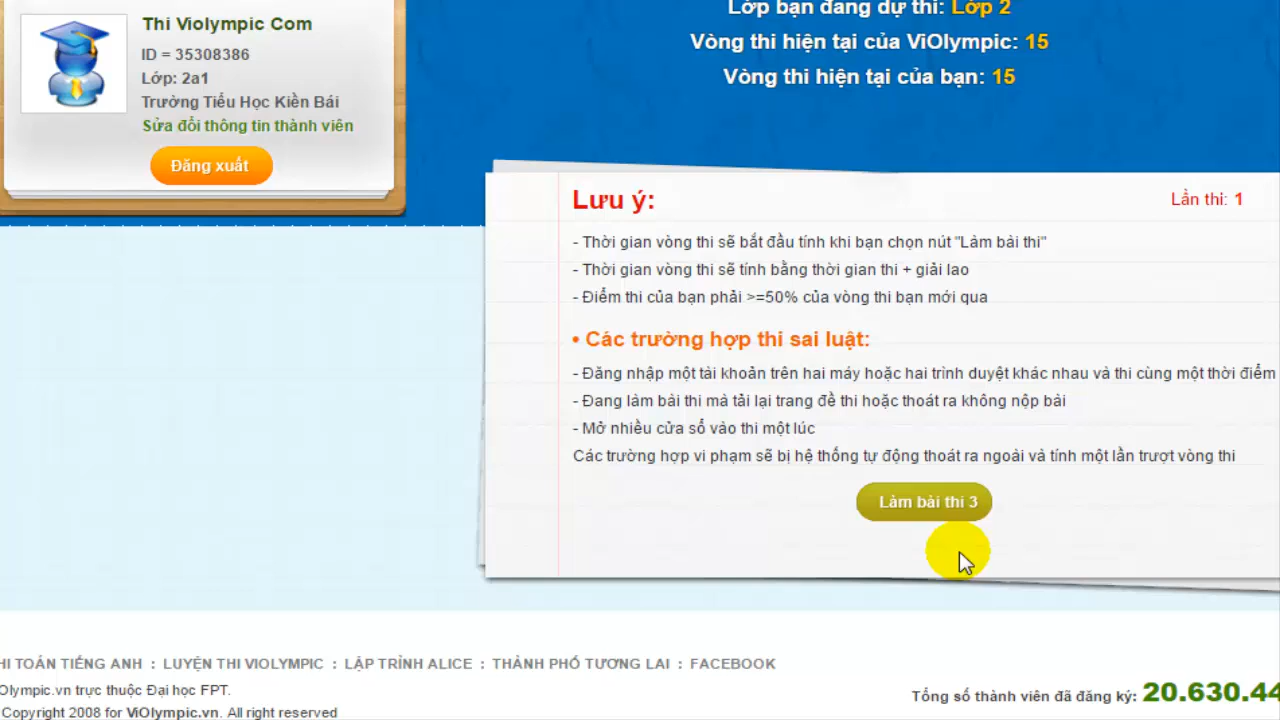 Thi Violympic Com
ID = 35308386
Lớp: 2a1
Trường Tiểu Học Kiền Bái
Sửa đổi thông tin thành viên
Đăng xuất
Lớp bạn đang dự thi: Lớp 2
Vòng thi hiện tại của ViOlympic: 15
Vòng thi hiện tại của bạn: 15
Lưu ý:
Lần thi: 1
- Thời gian vòng thi sẽ bắt đầu tính khi bạn chọn nút "Làm bài thi"
- Thời gian vòng thi sẽ tính bằng thời gian thi + giải lao
- Điểm thi của bạn phải >=50% của vòng thi bạn mới qua
• Các trường hợp thi sai luật:
- Đăng nhập một tài khoản trên hai máy hoặc hai trình duyệt khác nhau và thi cùng một thời điểm
- Đang làm bài thi mà tải lại trang đề thi hoặc thoát ra không nộp bài
- Mở nhiều cửa sổ vào thi một lúc
Các trường hợp vi phạm sẽ bị hệ thống tự động thoát ra ngoài và tính một lần trượt vòng thi
Làm bài thi 3
HI TOÁN TIẾNG ANH : LUYỆN THI VIOLYMPIC : LẬP TRÌNH ALICE : THÀNH PHỐ TƯƠNG LAI : FACEBOOK
Olympic.vn trực thuộc Đại học FPT.
Copyright 2008 for ViOlympic.vn. All right reserved
Tổng số thành viên đã đăng ký: 20.630.44